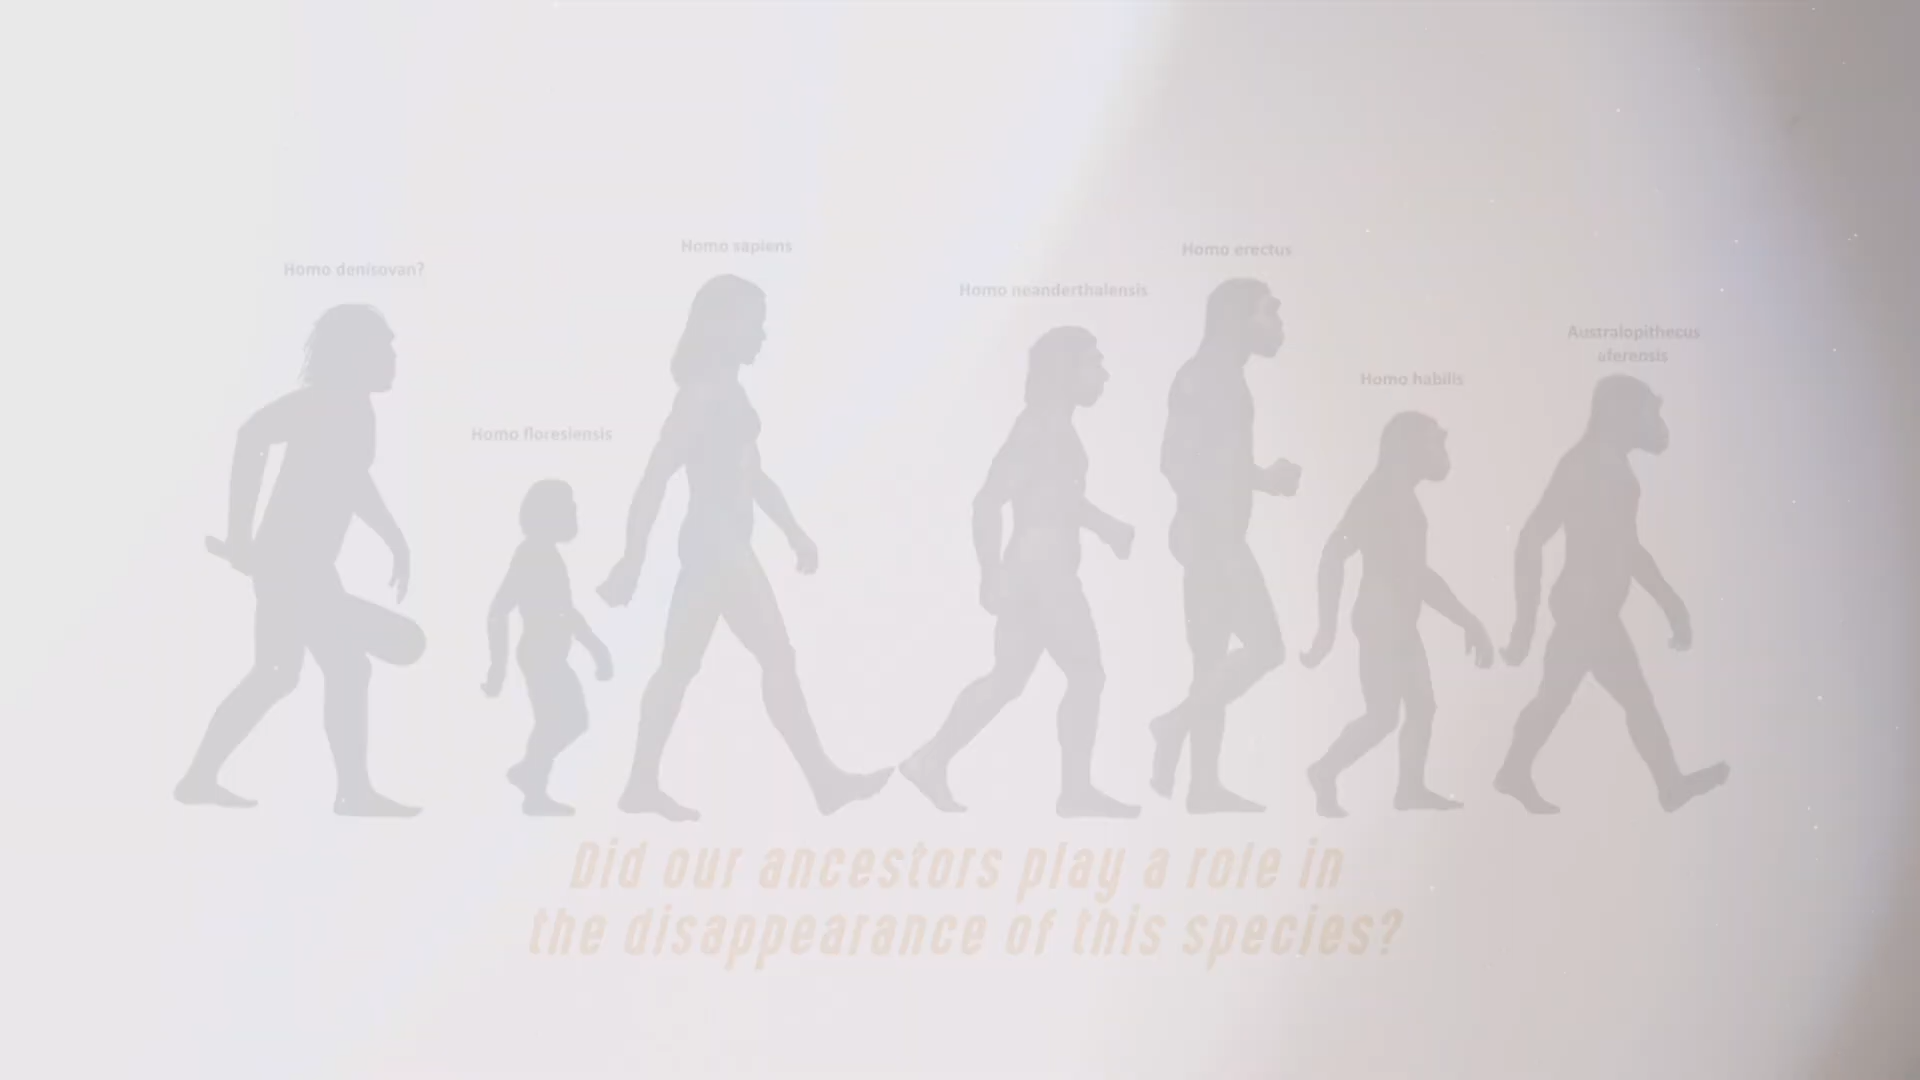 Homo denisovan?
Homo floresiensis
Homo sapiens
Homo neanderthalensis
Homo erectus
Homo habilis
Australopithecus
aferensis
Did our ancestors play a role in
the disappearance of this species?